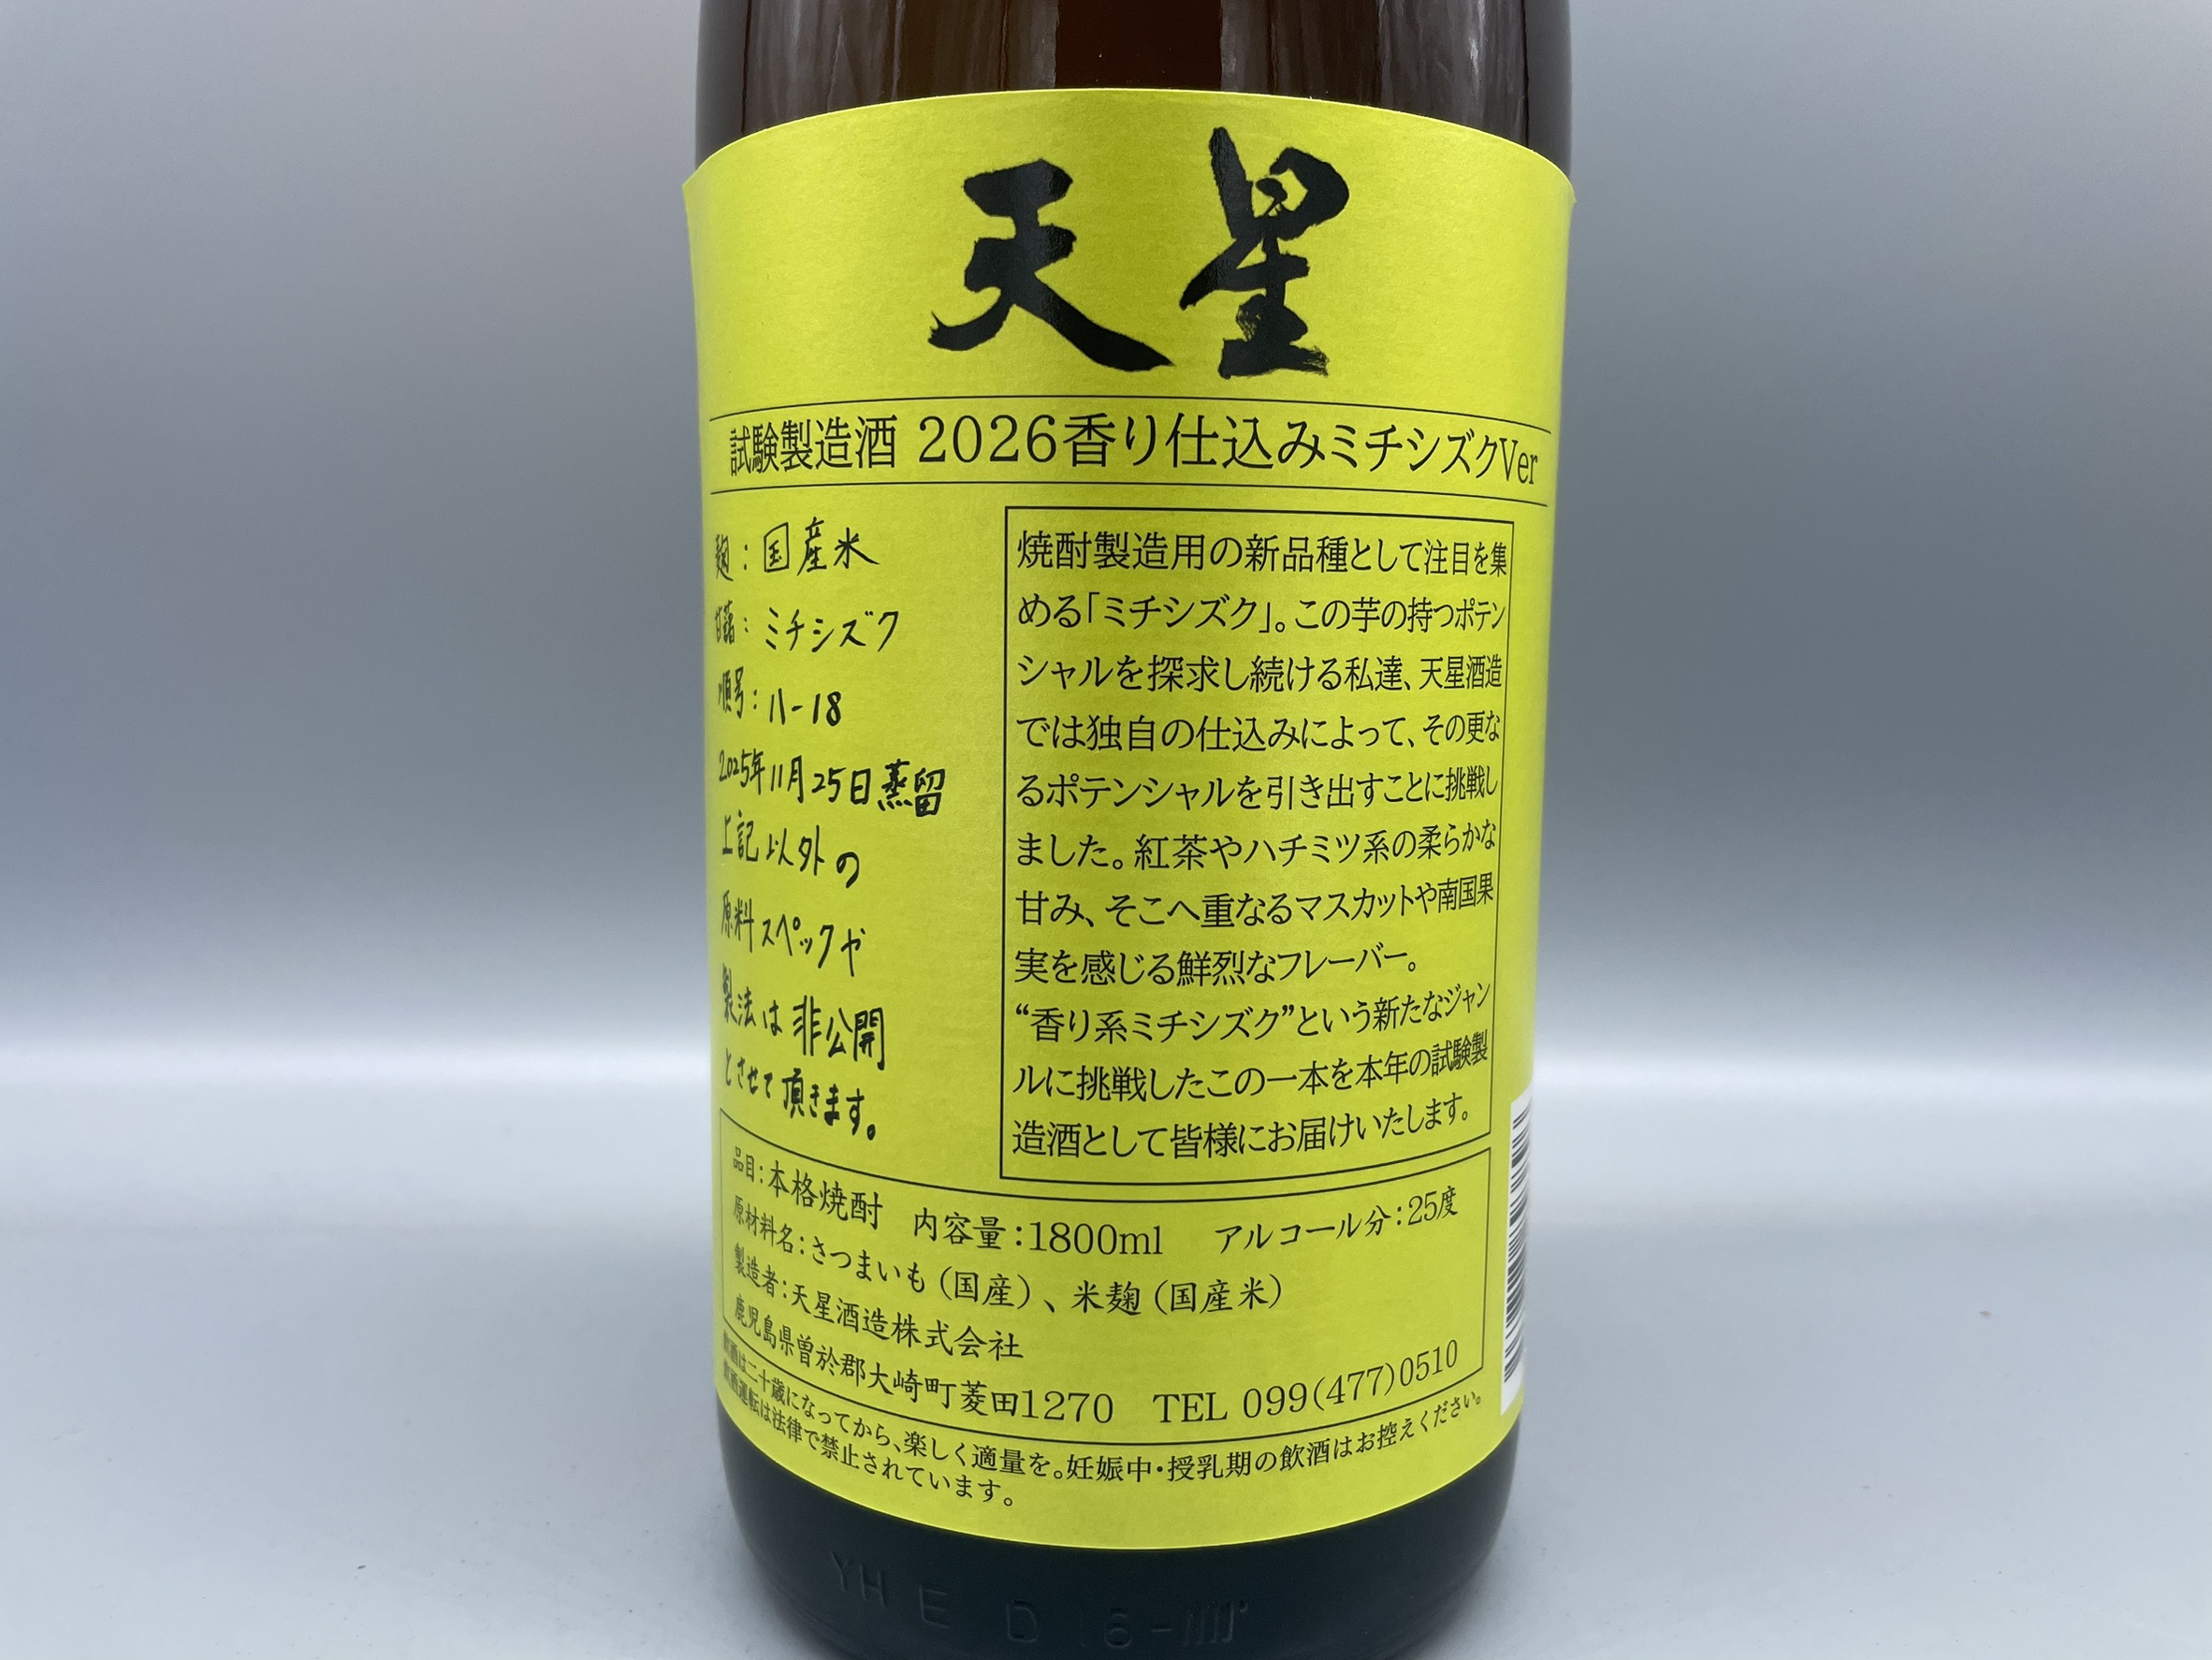 天星
試験製造酒 2026香り仕込みミチシズクVer
麹:国産米
甘藷:ミチシズク
順号:11-18
2025年11月25日蒸留
上記以外の
原料スペックや
製法は非公開
とさせて頂きます。
焼酎製造用の新品種として注目を集
める「ミチシズク」。この芋の持つポテン
シャルを探求し続ける私達、天星酒造
では独自の仕込みによって、その更な
るポテンシャルを引き出すことに挑戦し
ました。紅茶やハチミツ系の柔らかな
甘み、そこへ重なるマスカットや南国果
実を感じる鮮烈なフレーバー。
“香り系ミチシズク”という新たなジャン
ルに挑戦したこの一本を本年の試験製
造酒として皆様にお届けいたします。
品目:本格焼酎 内容量:1800ml アルコール分:25度
原材料名:さつまいも(国産)、米麹(国産米)
製造者:天星酒造株式会社
鹿児島県曽於郡大崎町菱田1270 TEL 099(477)0510
飲酒は二十歳になってから、楽しく適量を。妊娠中・授乳期の飲酒はお控えください。
飲酒運転は法律で禁止されています。
YH E D 6-